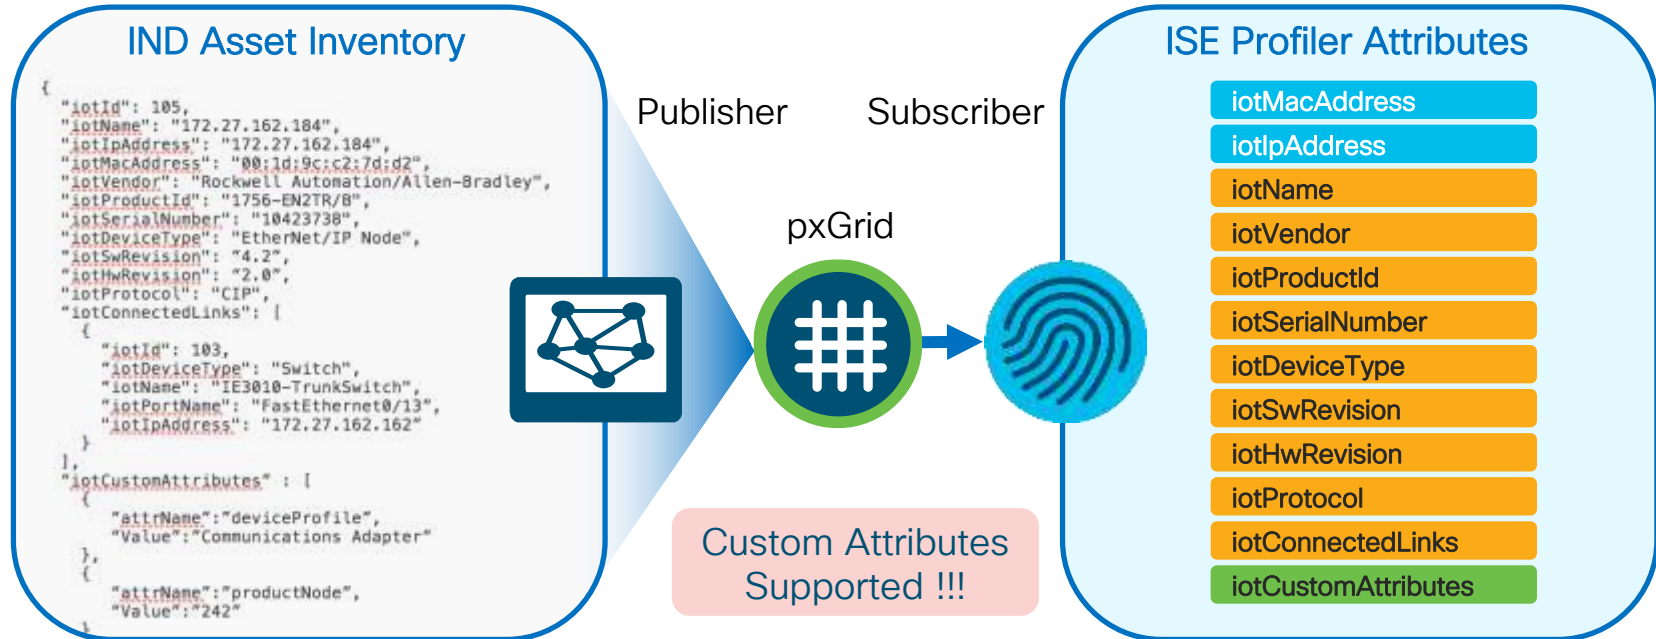 IND Asset Inventory
{
"iotId": 105,
"iotName": "172.27.162.184",
"iotIpAddress": "172.27.162.184",
"iotMacAddress": "00:1d:9c:c2:7d:d2",
"iotVendor": "Rockwell Automation/Allen-Bradley",
"iotProductId": "1756-EN2TR/B",
"iotSerialNumber": "10423738",
"iotDeviceType": "EtherNet/IP Node",
"iotSwRevision": "4.2",
"iotHwRevision": "2.0",
"iotProtocol": "CIP",
"iotConnectedLinks": [
{
"iotId": 103,
"iotDeviceType": "Switch",
"iotName": "IE3010-TrunkSwitch",
"iotPortName": "FastEthernet0/13",
"iotIpAddress": "172.27.162.162"
}
],
"iotCustomAttributes" : [
{
"attrName":"deviceProfile",
"Value":"Communications Adapter"
},
{
"attrName":"productNode",
"Value":"242"
}
Publisher
Subscriber
pxGrid
Custom Attributes
Supported !!!
ISE Profiler Attributes
iotMacAddress
iotIpAddress
iotName
iotVendor
iotProductId
iotSerialNumber
iotDeviceType
iotSwRevision
iotHwRevision
iotProtocol
iotConnectedLinks
iotCustomAttributes